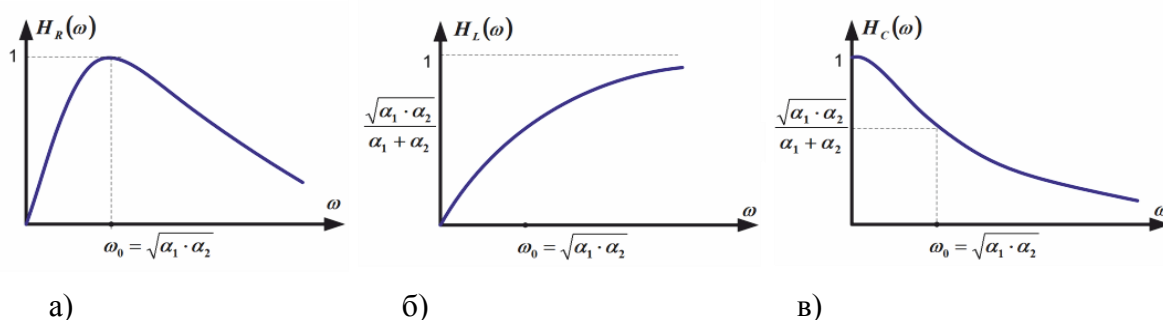 H_R(ω)
1
ω
ω₀ = √(α₁ · α₂)
H_L(ω)
1
√(α₁ · α₂)
α₁ + α₂
ω
ω₀ = √(α₁ · α₂)
H_C(ω)
1
√(α₁ · α₂)
α₁ + α₂
ω
ω₀ = √(α₁ · α₂)
а) б) в)